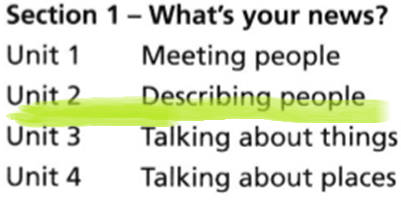 Section 1 – What's your news?
Unit 1 Meeting people
Unit 2 Describing people
Unit 3 Talking about things
Unit 4 Talking about places